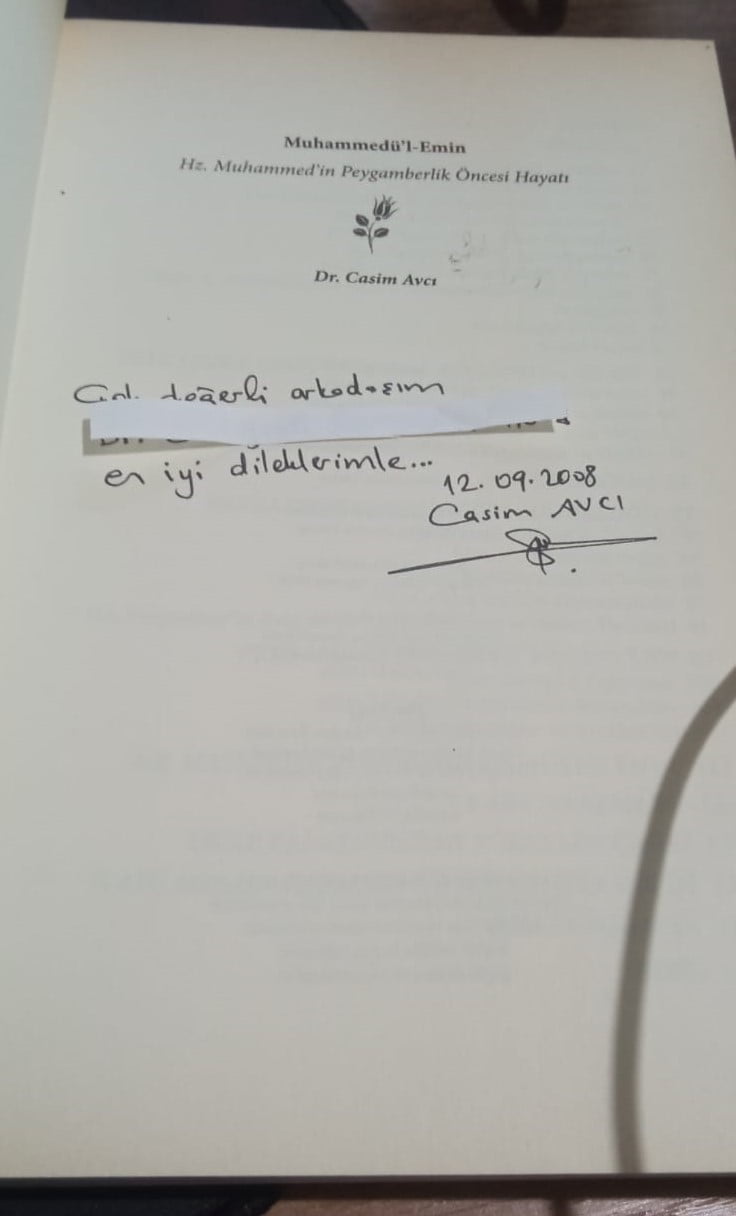 Muhammedü'l-Emin
Hz. Muhammed'in Peygamberlik Öncesi Hayatı
Dr. Casim Avcı
değerli arkadaşım
en iyi dileklerimle...
12.09.2008
Casim AVCI